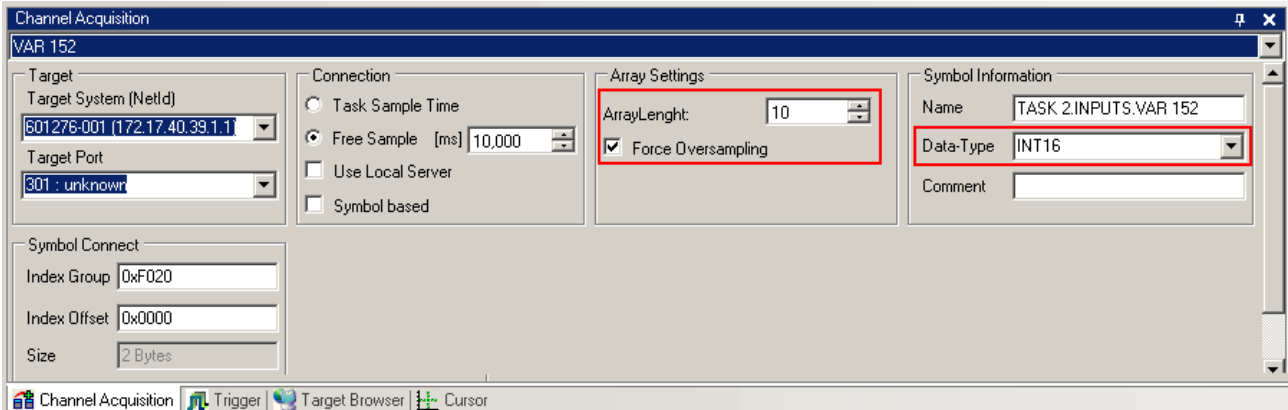 Channel Acquisition
VAR 152
Target
Target System (NetId)
601276-001 (172.17.40.39.1.1)
Target Port
301 : unknown
Connection
Task Sample Time
Free Sample [ms] 10,000
Use Local Server
Symbol based
Array Settings
ArrayLenght: 10
Force Oversampling
Symbol Information
Name TASK 2.INPUTS.VAR 152
Data-Type INT16
Comment
Symbol Connect
Index Group 0xF020
Index Offset 0x0000
Size 2 Bytes
Channel Acquisition Trigger Target Browser Cursor